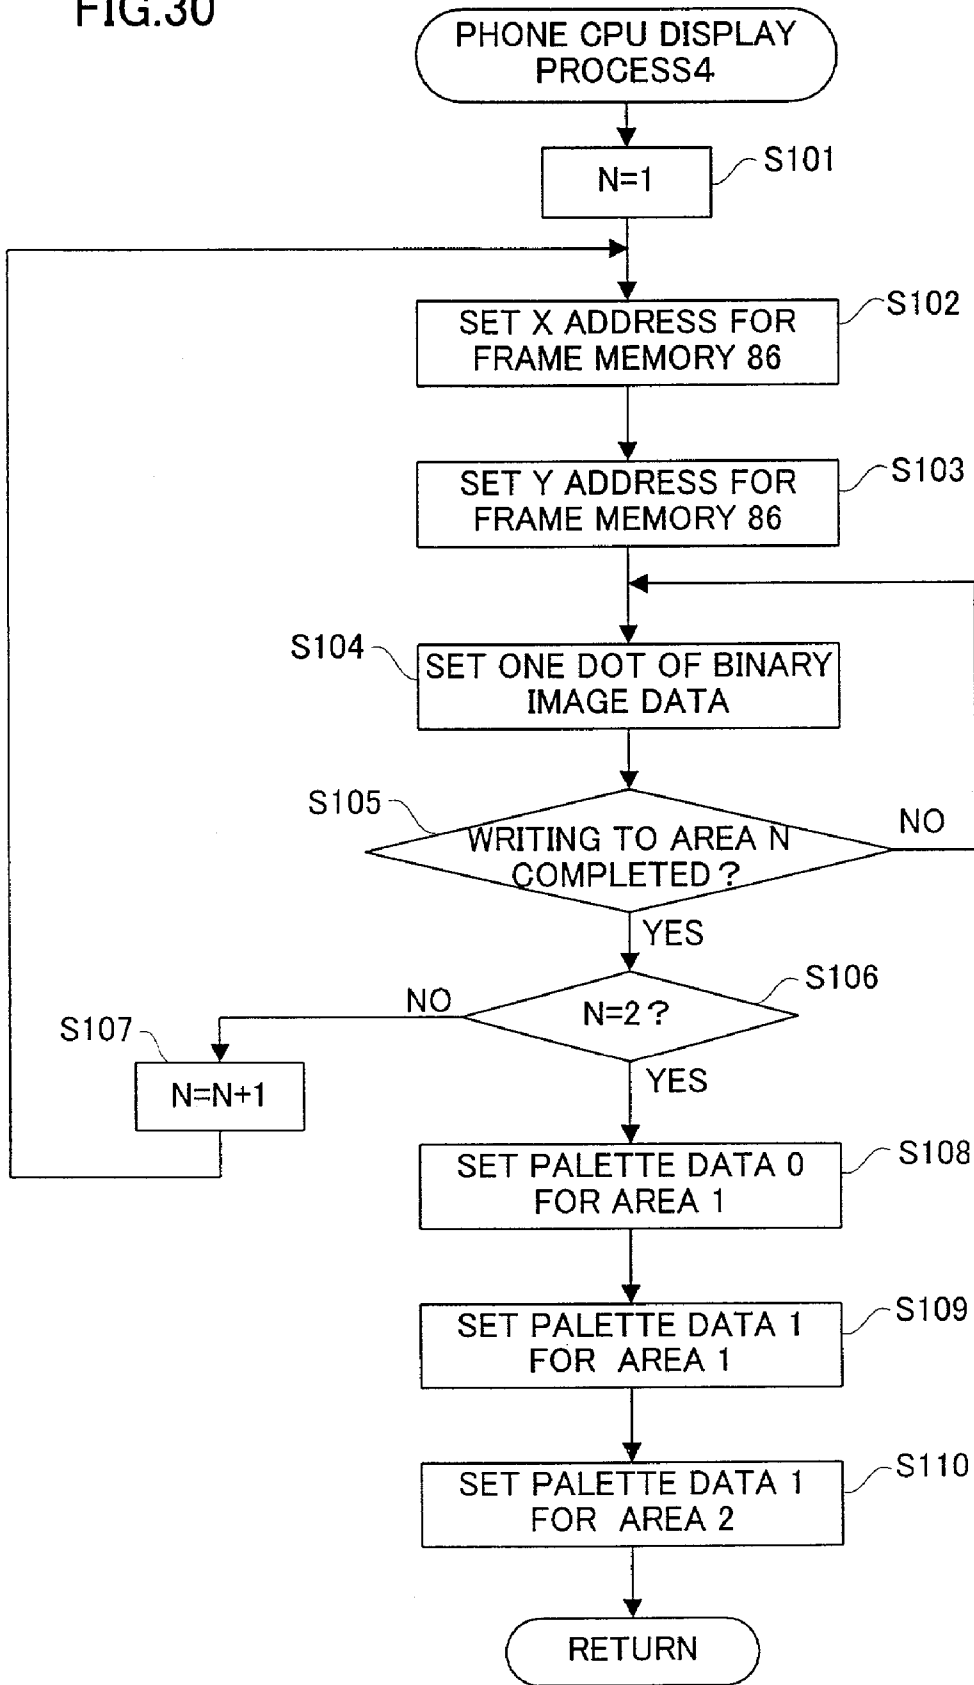 FIG.30
PHONE CPU DISPLAY
PROCESS4
N=1
S101
SET X ADDRESS FOR
FRAME MEMORY 86
S102
SET Y ADDRESS FOR
FRAME MEMORY 86
S103
S104
SET ONE DOT OF BINARY
IMAGE DATA
S105
WRITING TO AREA N
COMPLETED?
NO
YES
S106
N=2?
NO
S107
N=N+1
YES
SET PALETTE DATA 0
FOR AREA 1
S108
SET PALETTE DATA 1
FOR AREA 1
S109
SET PALETTE DATA 1
FOR AREA 2
S110
RETURN